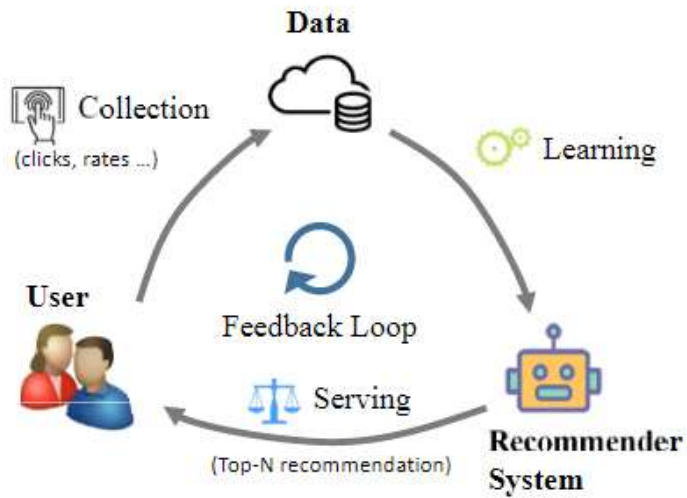 Data
Collection
(clicks, rates ...)
Learning
User
Feedback Loop
Serving
(Top-N recommendation)
Recommender
System